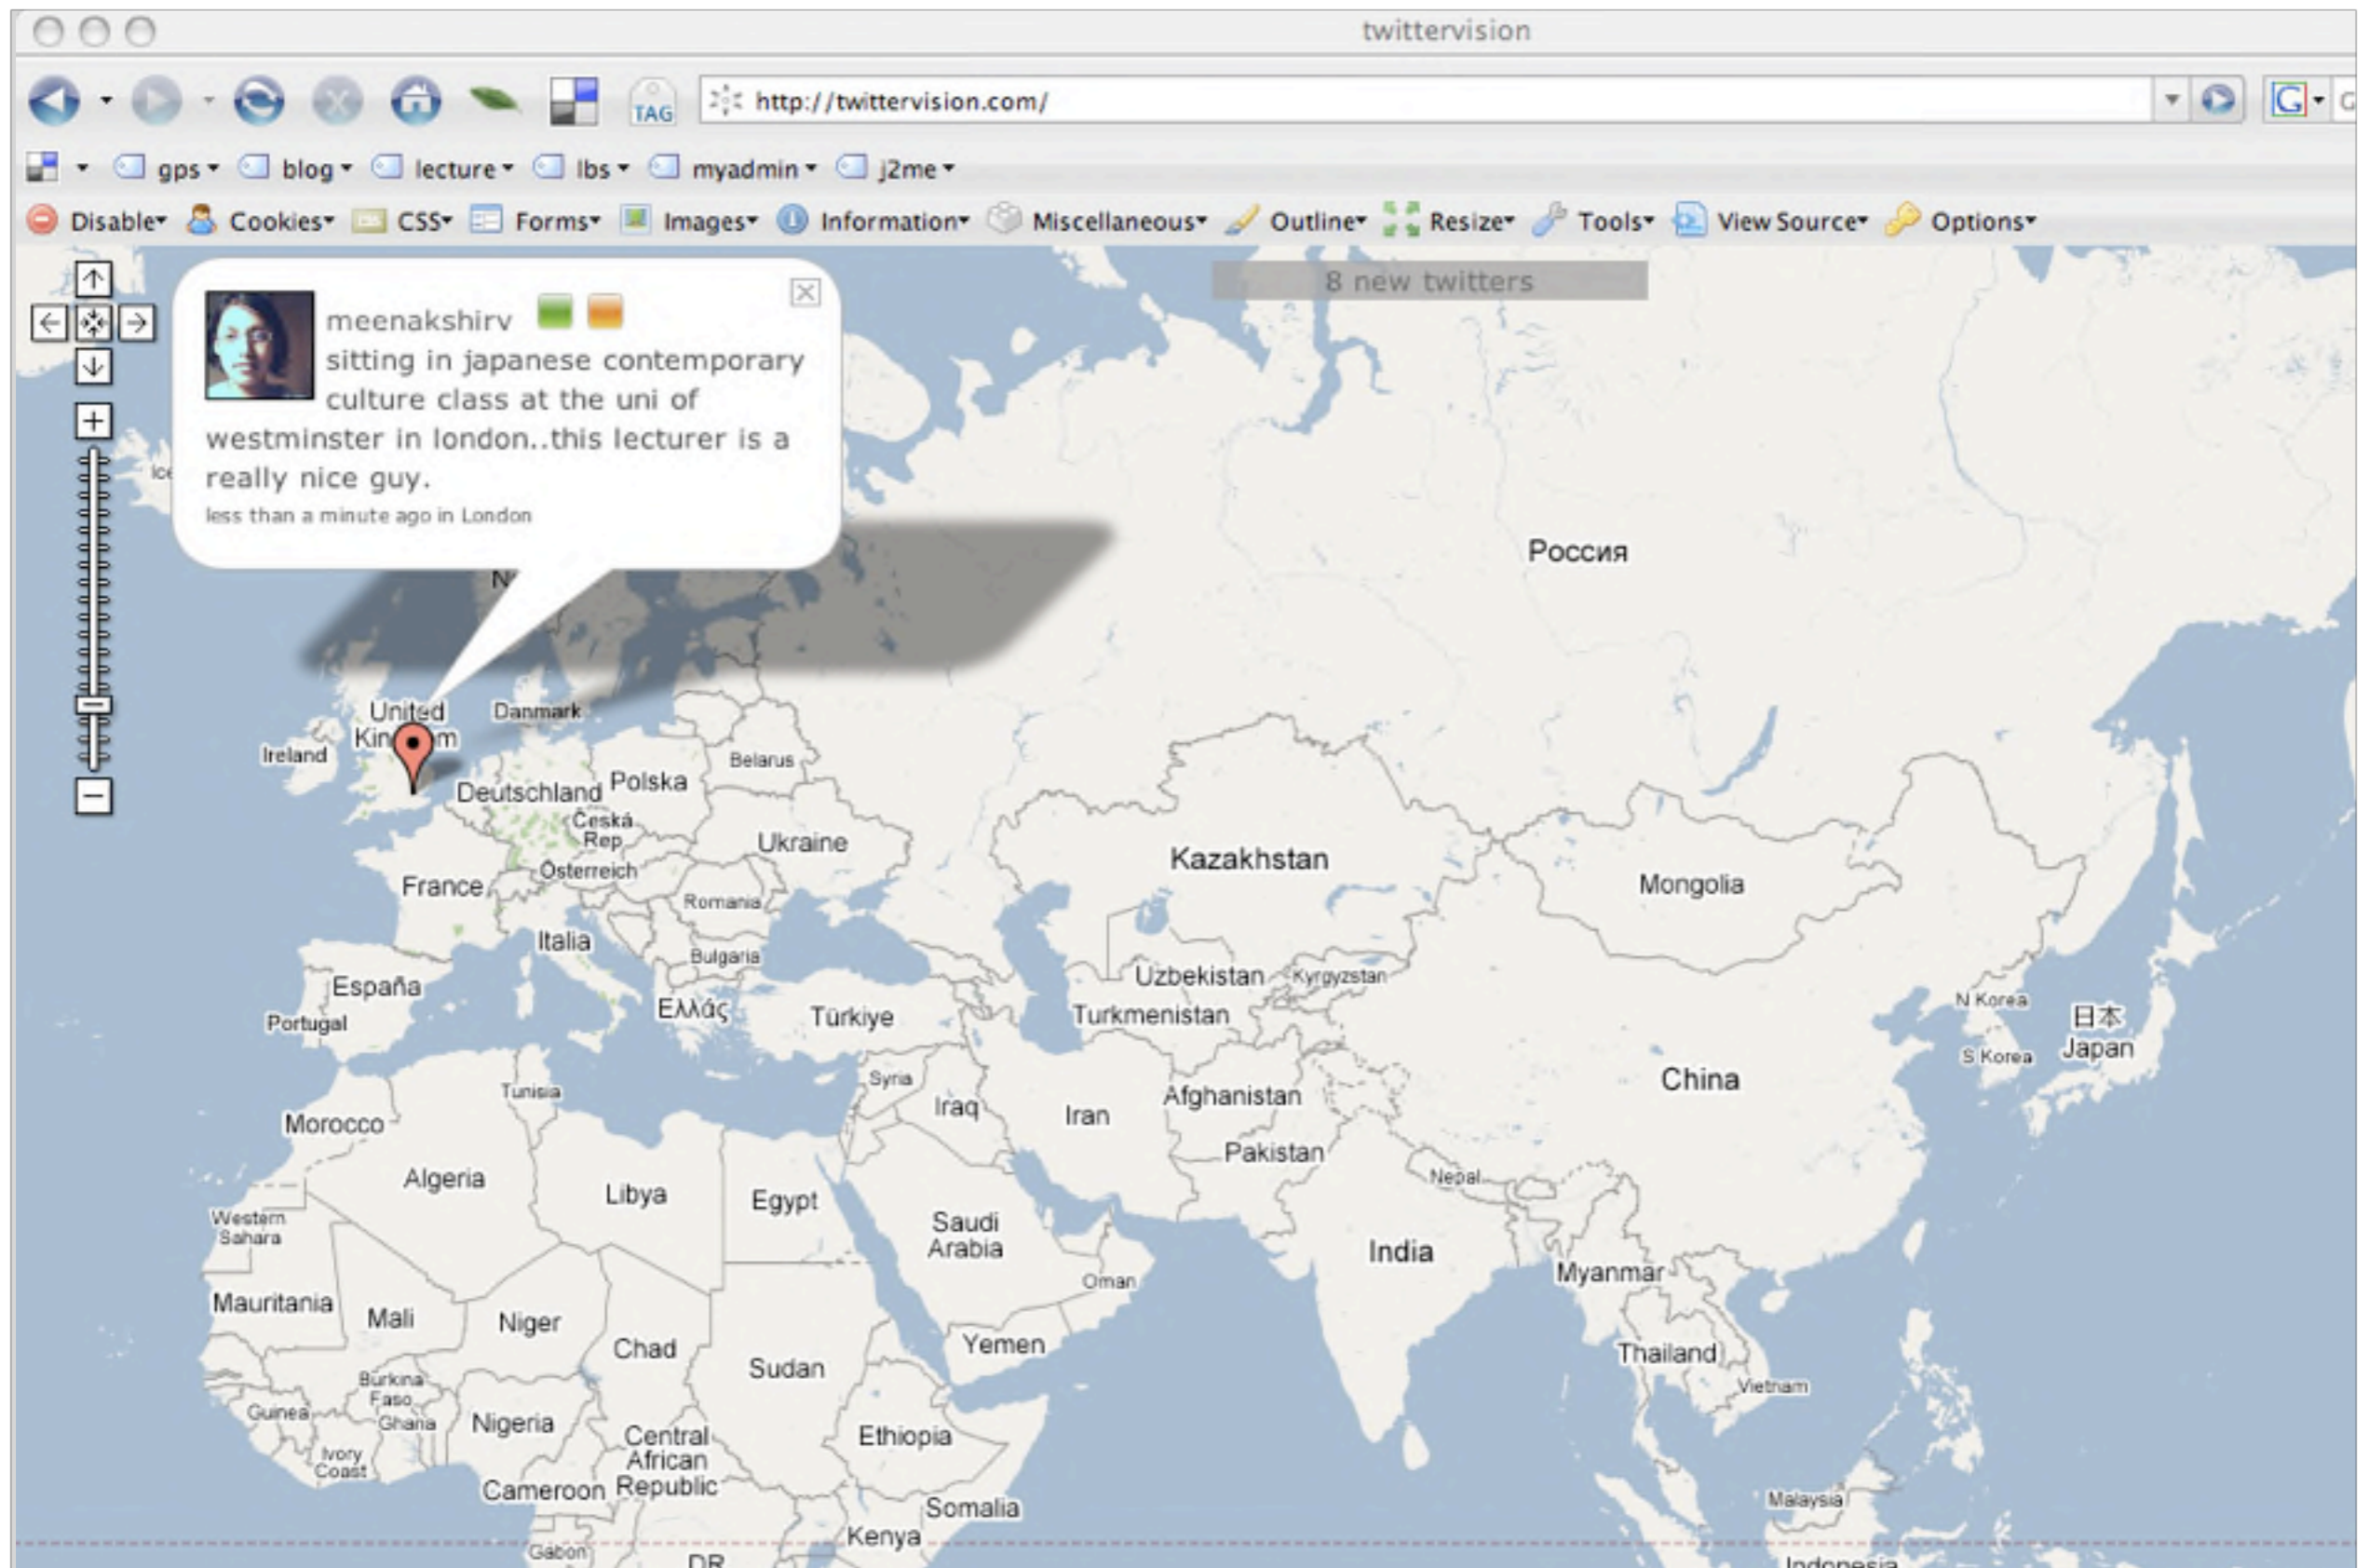 twittervision
TAG
http://twittervision.com/
G
gps
blog
lecture
lbs
myadmin
j2me
Disable
Cookies
CSS
Forms
Images
Information
Miscellaneous
Outline
Resize
Tools
View Source
Options
8 new twitters
meenakshirv
sitting in japanese contemporary
culture class at the uni of
westminster in london..this lecturer is a
really nice guy.
less than a minute ago in London
Россия
United
Kingdom
Danmark
Ireland
Belarus
Polska
Deutschland
Česká
Rep
Ukraine
Österreich
France
Kazakhstan
Mongolia
Romania
Italia
Bulgaria
Uzbekistan
Kyrgyzstan
España
Ελλάς
Türkiye
Turkmenistan
Portugal
N Korea
日本
Japan
S Korea
Syria
Tunisia
China
Afghanistan
Iraq
Iran
Morocco
Pakistan
Nepal
Algeria
Libya
Egypt
Western
Sahara
Saudi
Arabia
India
Myanmar
Oman
Mauritania
Mali
Niger
Chad
Yemen
Thailand
Sudan
Burkina
Faso
Vietnam
Guinea
Ghana
Nigeria
Ethiopia
Central
African
Republic
Ivory
Coast
Cameroon
Malaysia
Somalia
Kenya
Gabon
DR
Indonesia